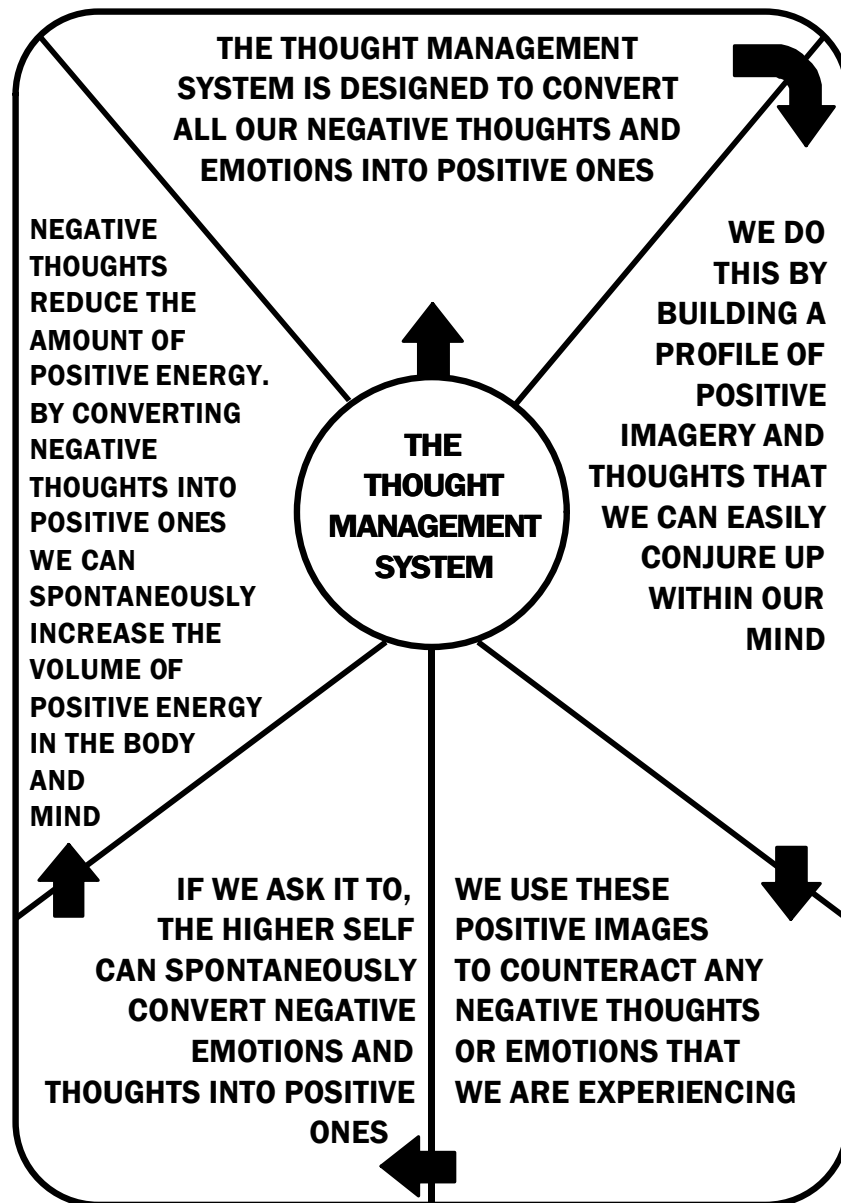 THE THOUGHT MANAGEMENT
SYSTEM IS DESIGNED TO CONVERT
ALL OUR NEGATIVE THOUGHTS AND
EMOTIONS INTO POSITIVE ONES
THE
THOUGHT
MANAGEMENT
SYSTEM
WE DO
THIS BY
BUILDING A
PROFILE OF
POSITIVE
IMAGERY AND
THOUGHTS THAT
WE CAN EASILY
CONJURE UP
WITHIN OUR
MIND
WE USE THESE
POSITIVE IMAGES
TO COUNTERACT ANY
NEGATIVE THOUGHTS
OR EMOTIONS THAT
WE ARE EXPERIENCING
IF WE ASK IT TO,
THE HIGHER SELF
CAN SPONTANEOUSLY
CONVERT NEGATIVE
EMOTIONS AND
THOUGHTS INTO POSITIVE
ONES
NEGATIVE
THOUGHTS
REDUCE THE
AMOUNT OF
POSITIVE ENERGY.
BY CONVERTING
NEGATIVE
THOUGHTS INTO
POSITIVE ONES
WE CAN
SPONTANEOUSLY
INCREASE THE
VOLUME OF
POSITIVE ENERGY
IN THE BODY
AND
MIND